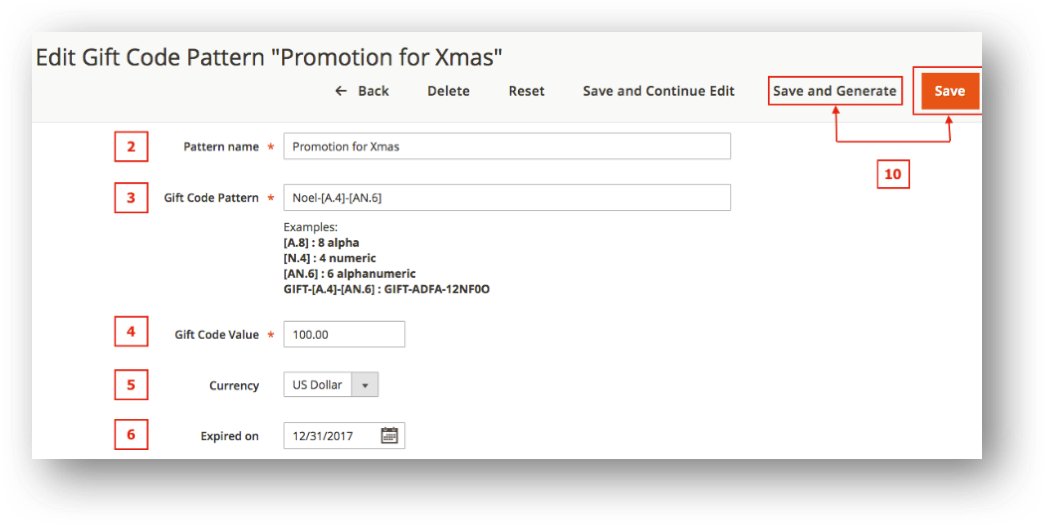 Edit Gift Code Pattern "Promotion for Xmas"
← Back Delete Reset Save and Continue Edit Save and Generate Save
10
2 Pattern name * Promotion for Xmas
3 Gift Code Pattern * Noel-[A.4]-[AN.6]
Examples:
[A.8] : 8 alpha
[N.4] : 4 numeric
[AN.6] : 6 alphanumeric
GIFT-[A.4]-[AN.6] : GIFT-ADFA-12NF0O
4 Gift Code Value * 100.00
5 Currency US Dollar
6 Expired on 12/31/2017